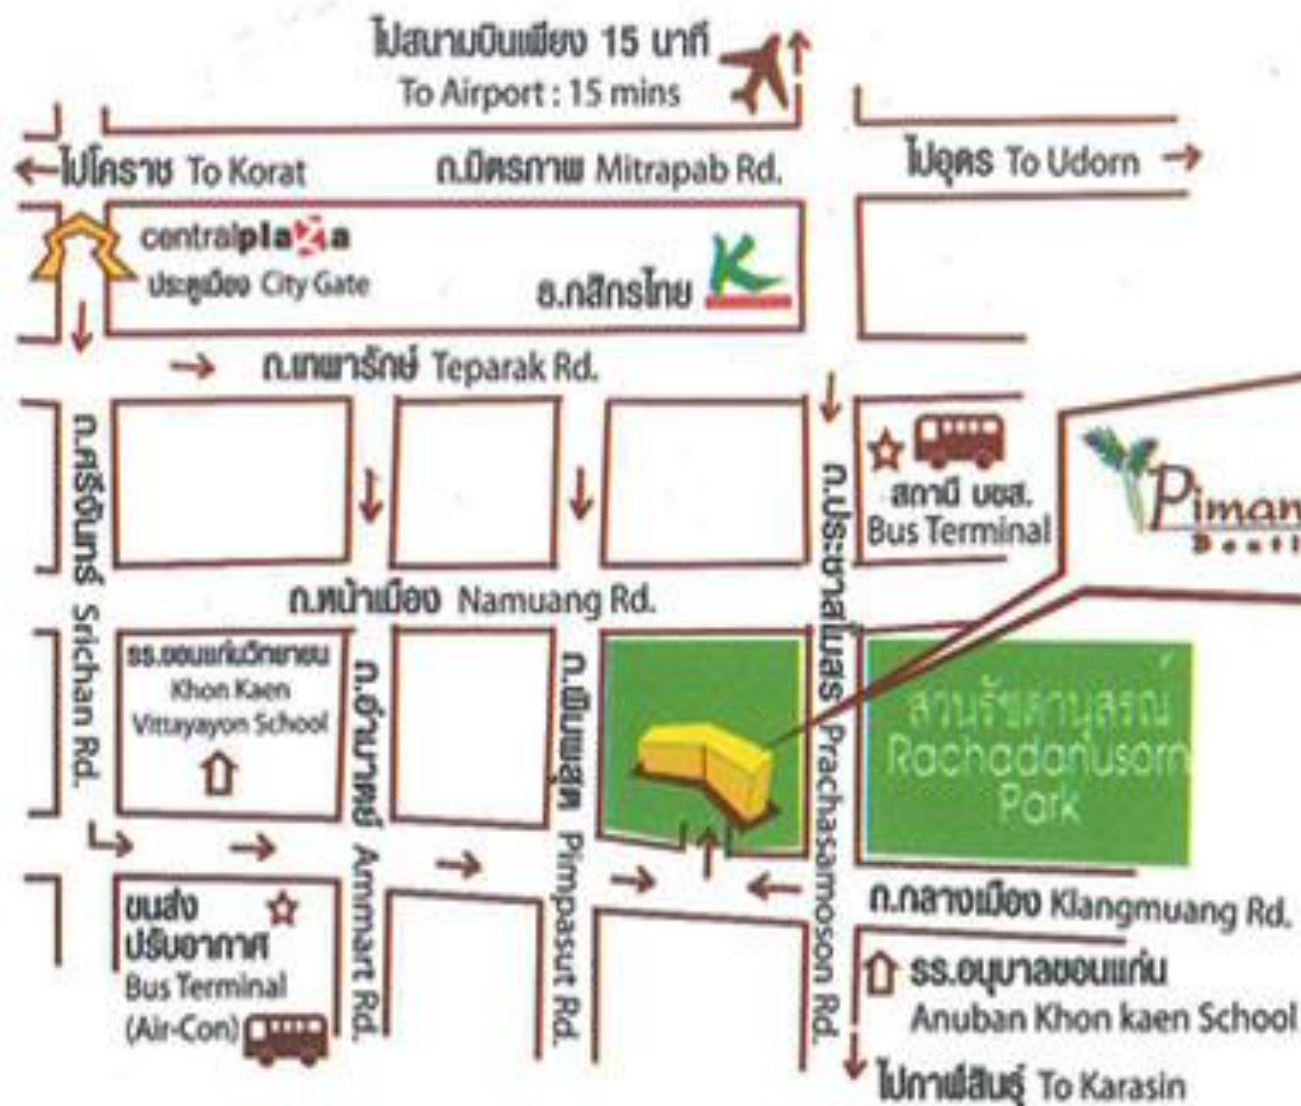 ไปสนามบินเพียง 15 นาที
To Airport : 15 mins
ไปโคราช To Korat
ถ.มิตรภาพ Mitrapab Rd.
ไปอุดร To Udorn
centralplaza
ประตูเมือง City Gate
ธ.กสิกรไทย
ถ.เทพารักษ์ Teparak Rd.
ถ.ศรีจันทร์ Srichan Rd.
สถานี บขส.
Bus Terminal
Piman
ถ.หน้าเมือง Namuang Rd.
รร.ขอนแก่นวิทยายน
Khon Kaen
Vittayayon School
ถ.อำมาตย์ Ammart Rd.
ถ.พิมพสุต Pimpasut Rd.
ถ.ประชาสโมสร Prachasamoson Rd.
สวนรัชดานุสรณ์
Rachadanusorn
Park
ถ.กลางเมือง Klangmuang Rd.
ขนส่ง
ปรับอากาศ
Bus Terminal
(Air-Con)
รร.อนุบาลขอนแก่น
Anuban Khon kaen School
ไปกาฬสินธุ์ To Karasin